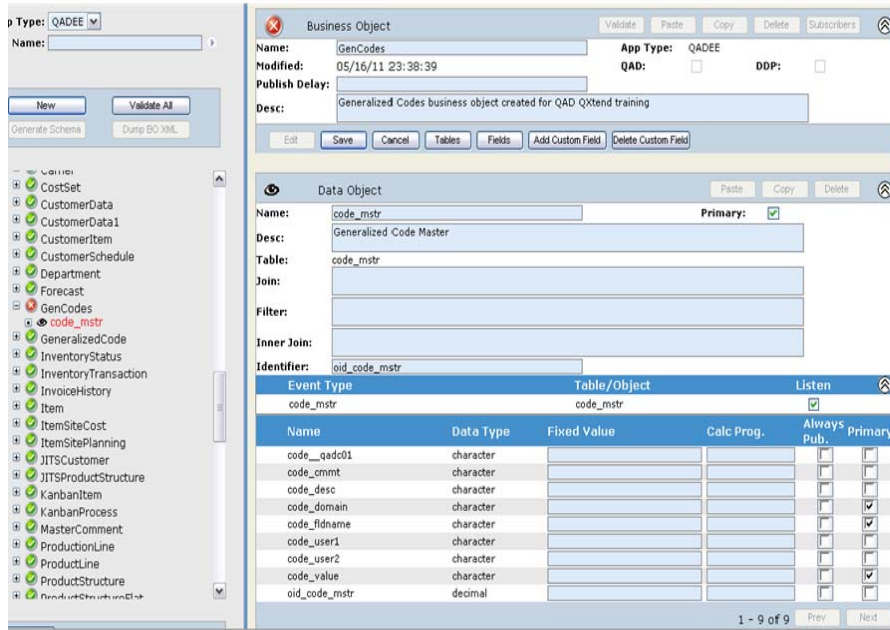 p Type: QADEE
Name:
New Validate All
Generate Schema Dump BO XML
Carrier
CostSet
CustomerData
CustomerData1
CustomerItem
CustomerSchedule
Department
Forecast
GenCodes
code_mstr
GeneralizedCode
InventoryStatus
InventoryTransaction
InvoiceHistory
Item
ItemSiteCost
ItemSitePlanning
JITSCustomer
JITSProductStructure
KanbanItem
KanbanProcess
MasterComment
ProductionLine
ProductLine
ProductStructure
ProductStructureFlat
Business Object Validate Paste Copy Delete Subscribers
Name: GenCodes App Type: QADEE
Modified: 05/16/11 23:38:39 QAD: DDP:
Publish Delay:
Desc: Generalized Codes business object created for QAD QXtend training
Edit Save Cancel Tables Fields Add Custom Field Delete Custom Field
Data Object Paste Copy Delete
Name: code_mstr Primary:
Desc: Generalized Code Master
Table: code_mstr
Join:
Filter:
Inner Join:
Identifier: oid_code_mstr
Event Type Table/Object Listen
code_mstr code_mstr
Name Data Type Fixed Value Calc Prog. Always Pub. Primary
code__qadc01 character
code_cmmt character
code_desc character
code_domain character
code_fldname character
code_user1 character
code_user2 character
code_value character
oid_code_mstr decimal
1 - 9 of 9 Prev Next